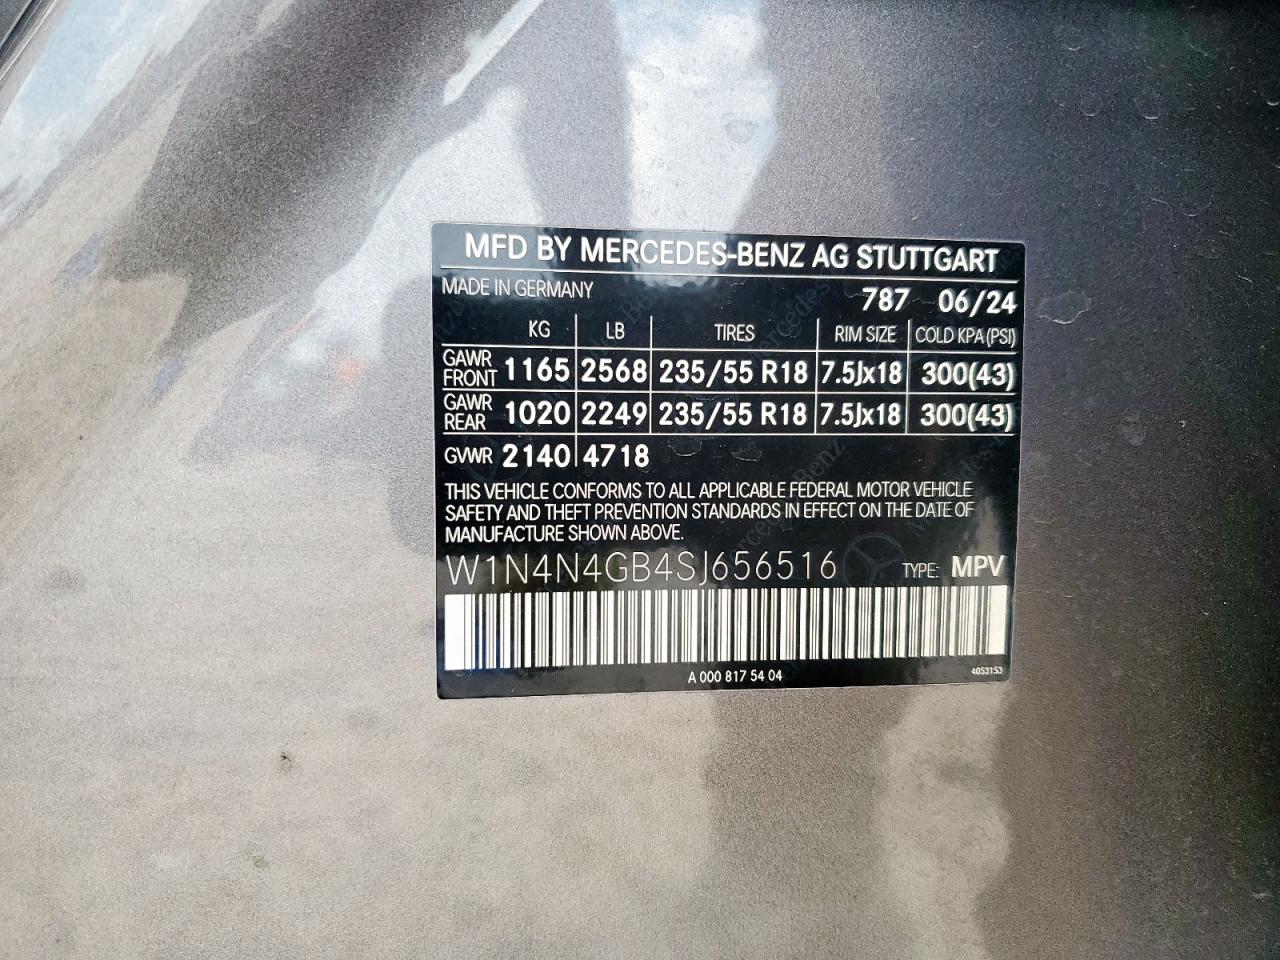 MFD BY MERCEDES-BENZ AG STUTTGART
MADE IN GERMANY 787 06/24
KG LB TIRES RIM SIZE COLD KPA(PSI)
GAWR FRONT 1165 2568 235/55 R18 7.5Jx18 300(43)
GAWR REAR 1020 2249 235/55 R18 7.5Jx18 300(43)
GVWR 2140 4718
THIS VEHICLE CONFORMS TO ALL APPLICABLE FEDERAL MOTOR VEHICLE
SAFETY AND THEFT PREVENTION STANDARDS IN EFFECT ON THE DATE OF
MANUFACTURE SHOWN ABOVE.
W1N4N4GB4SJ656516 TYPE: MPV
A 000 817 54 04 4053153